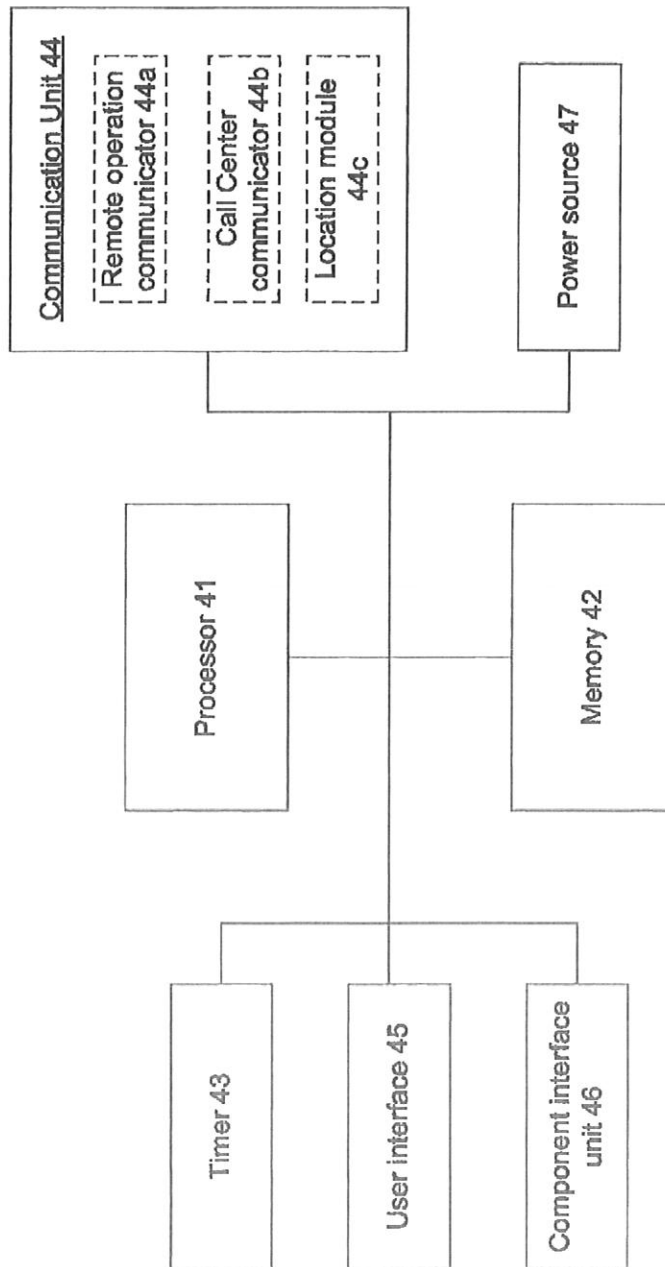 Timer 43
User interface 45
Component interface
unit 46
Processor 41
Memory 42
Communication Unit 44
Remote operation
communicator 44a
Call Center
communicator 44b
Location module
44c
Power source 47